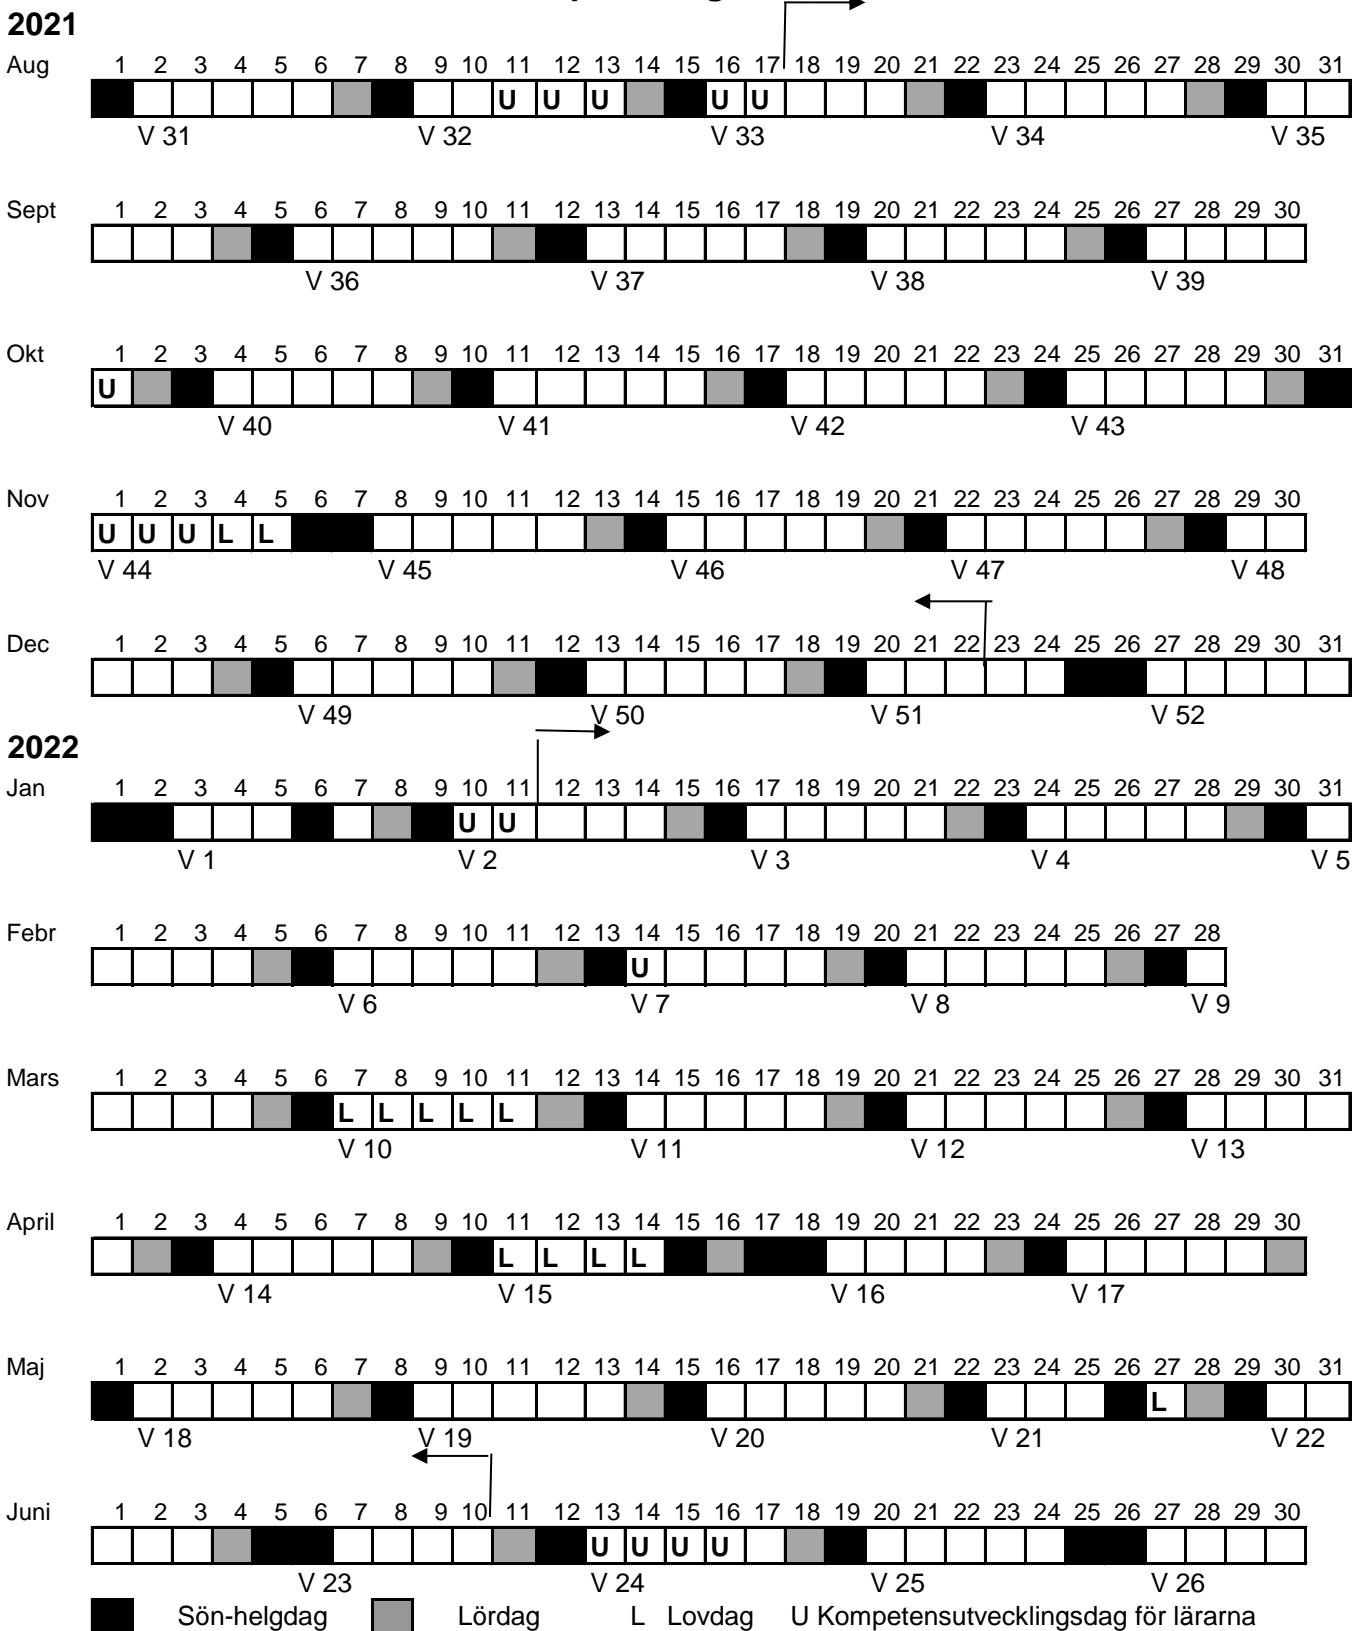 2021
Aug 1 2 3 4 5 6 7 8 9 10 11 12 13 14 15 16 17 18 19 20 21 22 23 24 25 26 27 28 29 30 31
U U U U U
V 31 V 32 V 33 V 34 V 35
Sept 1 2 3 4 5 6 7 8 9 10 11 12 13 14 15 16 17 18 19 20 21 22 23 24 25 26 27 28 29 30
V 36 V 37 V 38 V 39
Okt 1 2 3 4 5 6 7 8 9 10 11 12 13 14 15 16 17 18 19 20 21 22 23 24 25 26 27 28 29 30 31
U
V 40 V 41 V 42 V 43
Nov 1 2 3 4 5 6 7 8 9 10 11 12 13 14 15 16 17 18 19 20 21 22 23 24 25 26 27 28 29 30
U U U L L
V 44 V 45 V 46 V 47 V 48
Dec 1 2 3 4 5 6 7 8 9 10 11 12 13 14 15 16 17 18 19 20 21 22 23 24 25 26 27 28 29 30 31
V 49 V 50 V 51 V 52
2022
Jan 1 2 3 4 5 6 7 8 9 10 11 12 13 14 15 16 17 18 19 20 21 22 23 24 25 26 27 28 29 30 31
U U
V 1 V 2 V 3 V 4 V 5
Febr 1 2 3 4 5 6 7 8 9 10 11 12 13 14 15 16 17 18 19 20 21 22 23 24 25 26 27 28
U
V 6 V 7 V 8 V 9
Mars 1 2 3 4 5 6 7 8 9 10 11 12 13 14 15 16 17 18 19 20 21 22 23 24 25 26 27 28 29 30 31
L L L L L
V 10 V 11 V 12 V 13
April 1 2 3 4 5 6 7 8 9 10 11 12 13 14 15 16 17 18 19 20 21 22 23 24 25 26 27 28 29 30
L L L L
V 14 V 15 V 16 V 17
Maj 1 2 3 4 5 6 7 8 9 10 11 12 13 14 15 16 17 18 19 20 21 22 23 24 25 26 27 28 29 30 31
L
V 18 V 19 V 20 V 21 V 22
Juni 1 2 3 4 5 6 7 8 9 10 11 12 13 14 15 16 17 18 19 20 21 22 23 24 25 26 27 28 29 30
U U U U
V 23 V 24 V 25 V 26
Sön-helgdag Lördag L Lovdag U Kompetensutvecklingsdag för lärarna